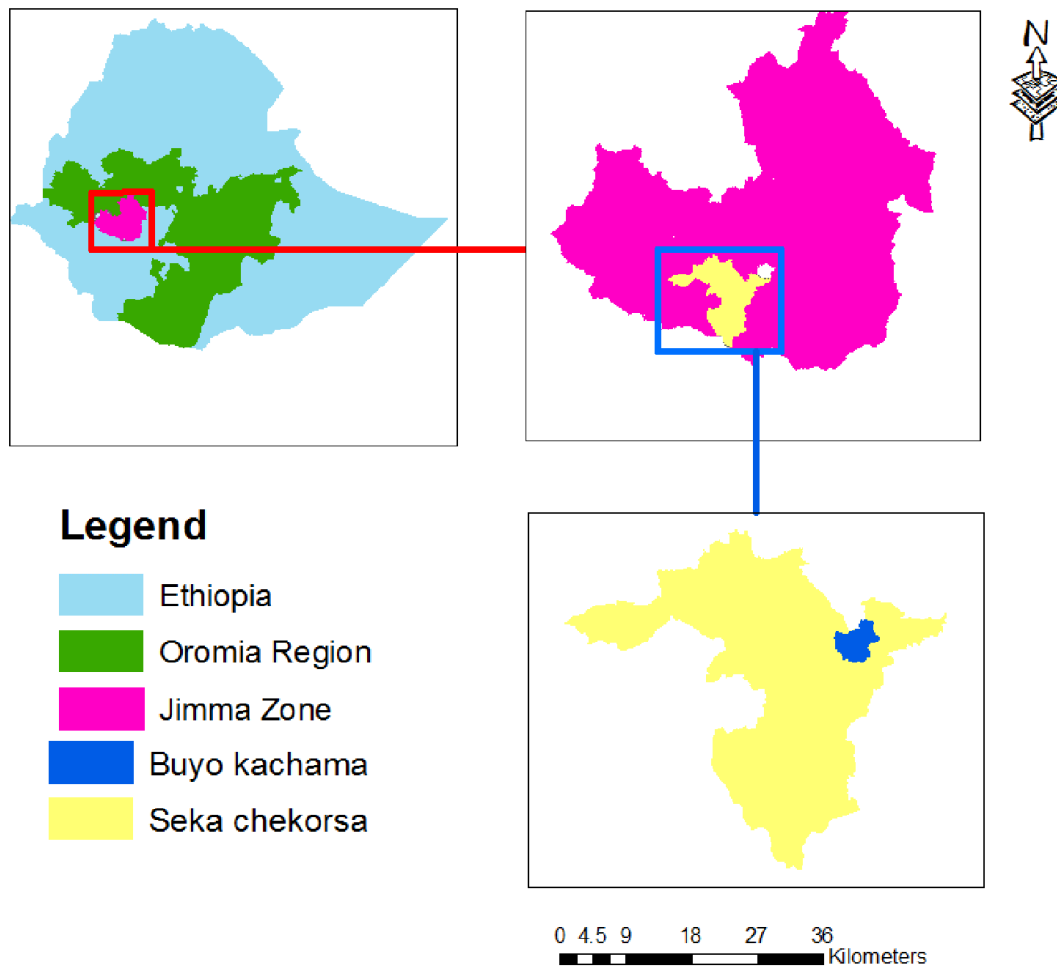 N
Legend
Ethiopia
Oromia Region
Jimma Zone
Buyo kachama
Seka chekorsa
0 4.5 9 18 27 36
Kilometers